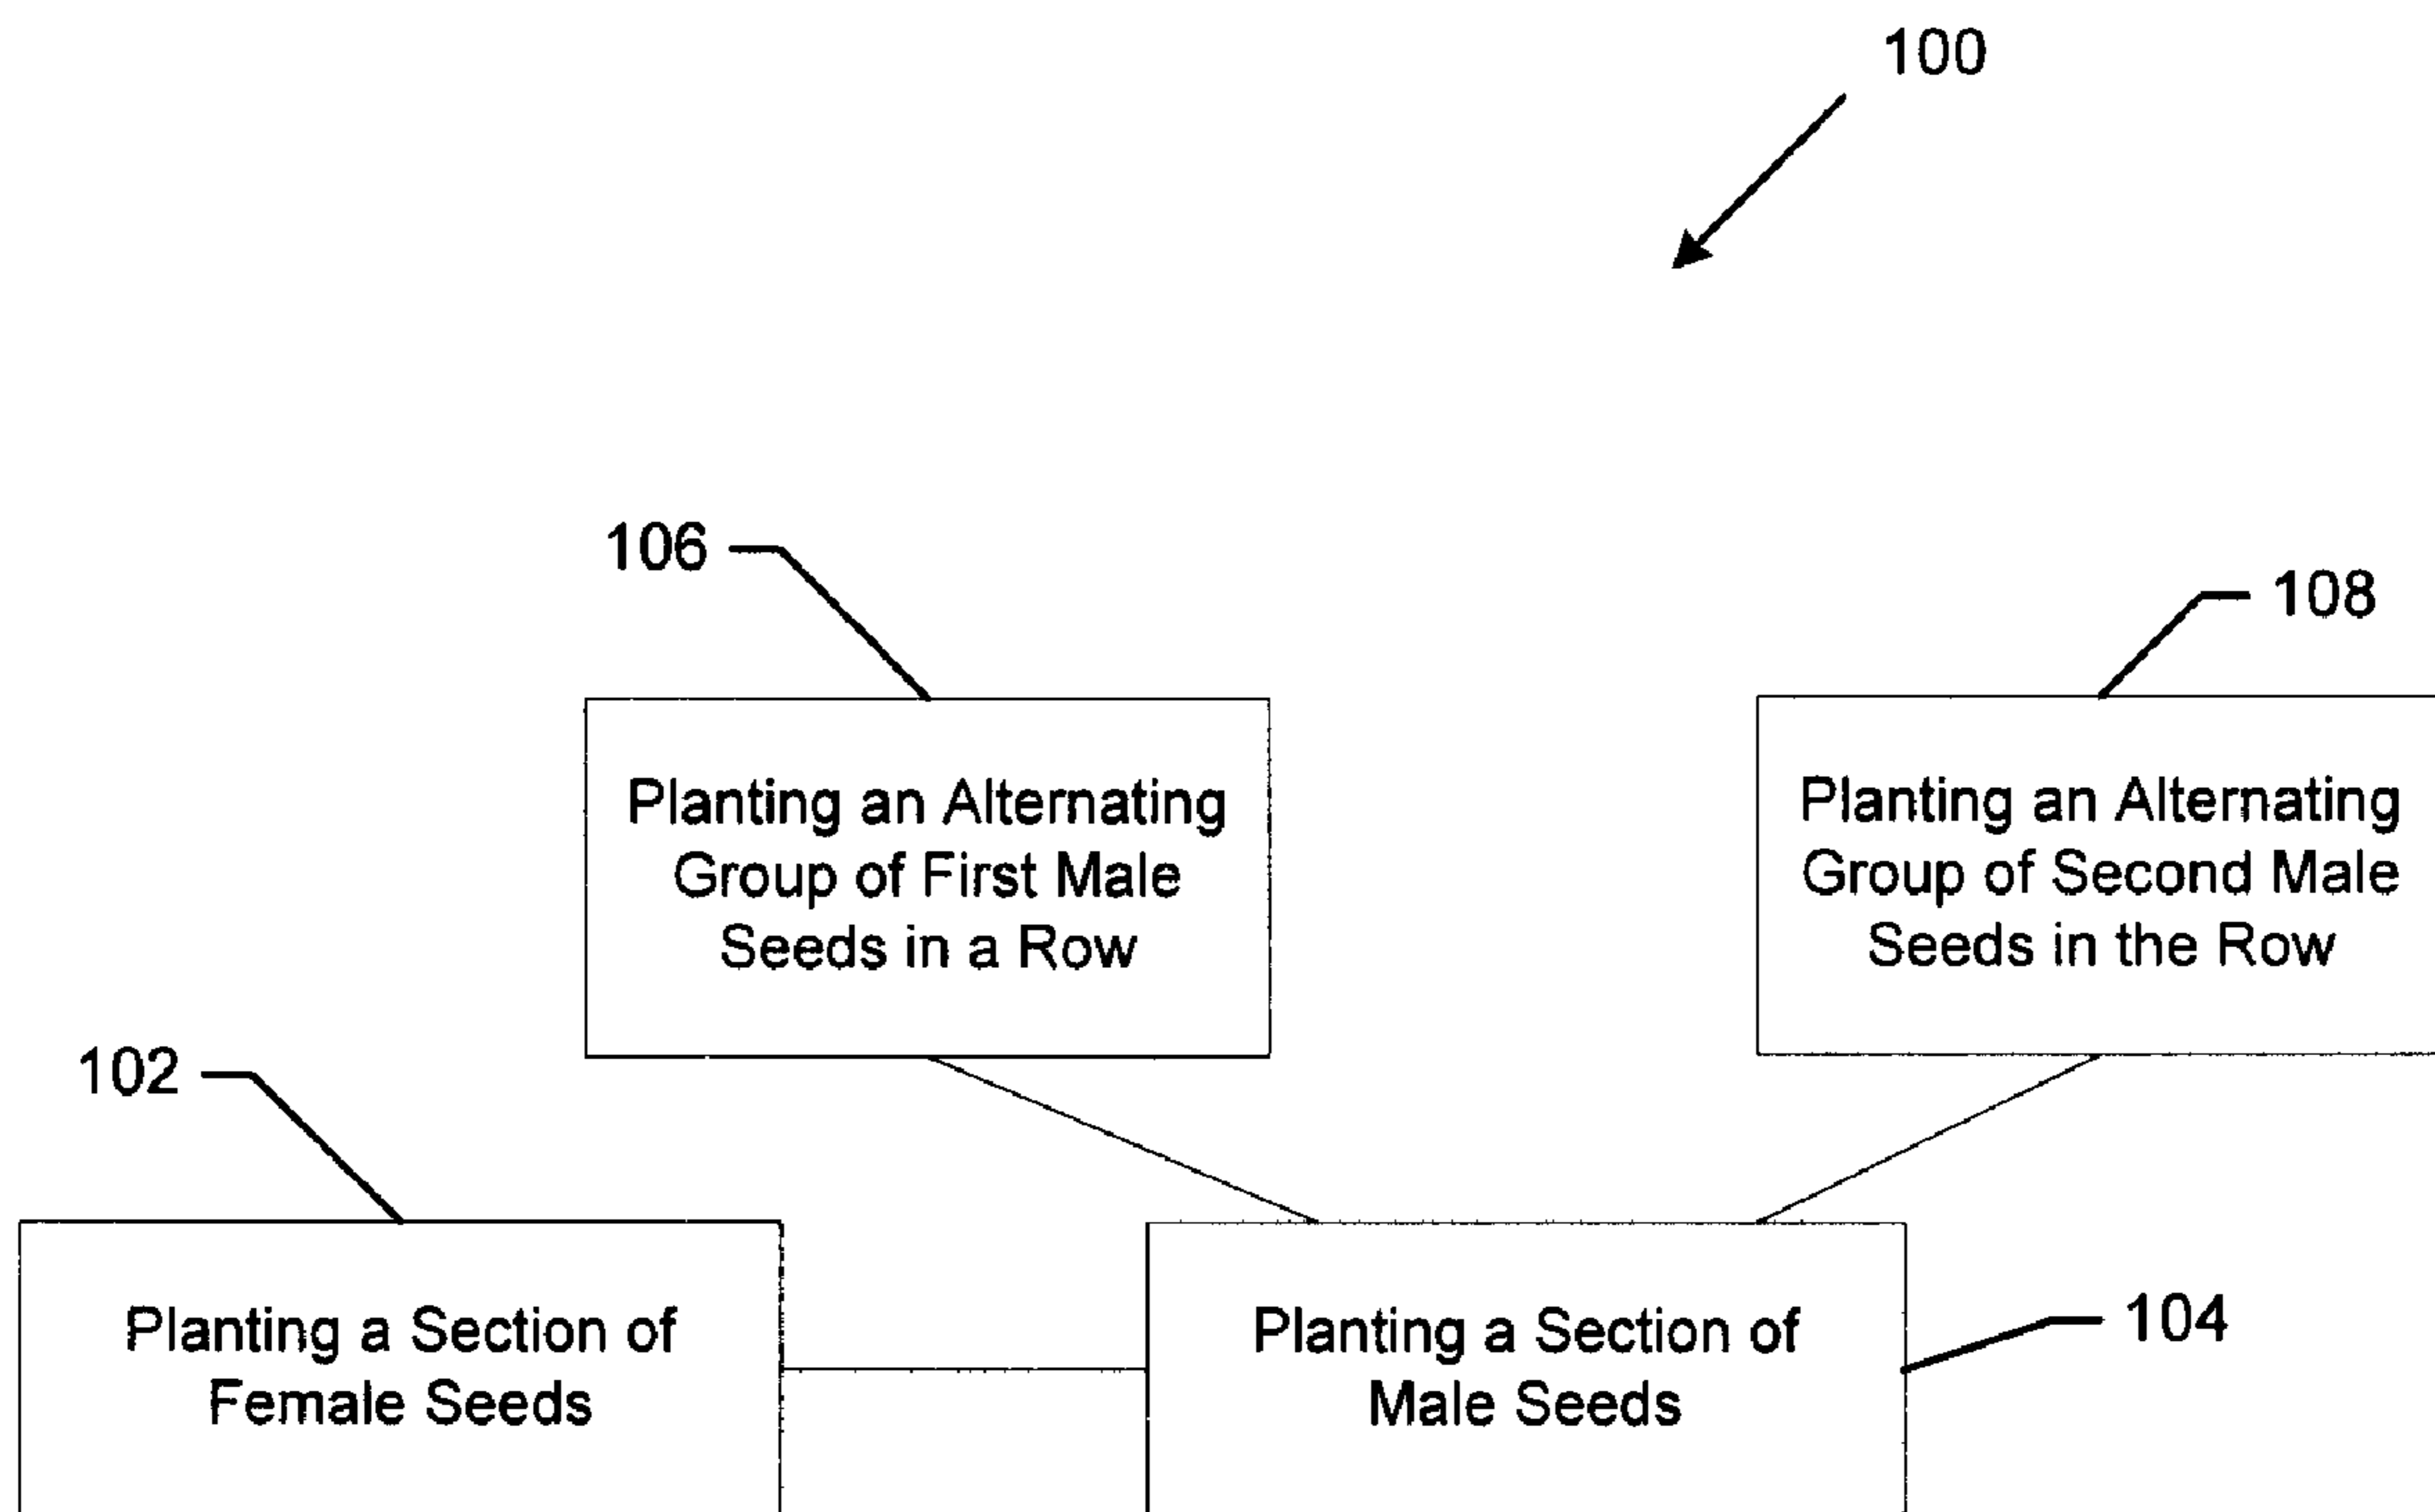 100
106
108
Planting an Alternating
Group of First Male
Seeds in a Row
Planting an Alternating
Group of Second Male
Seeds in the Row
102
Planting a Section of
Female Seeds
Planting a Section of
Male Seeds
104